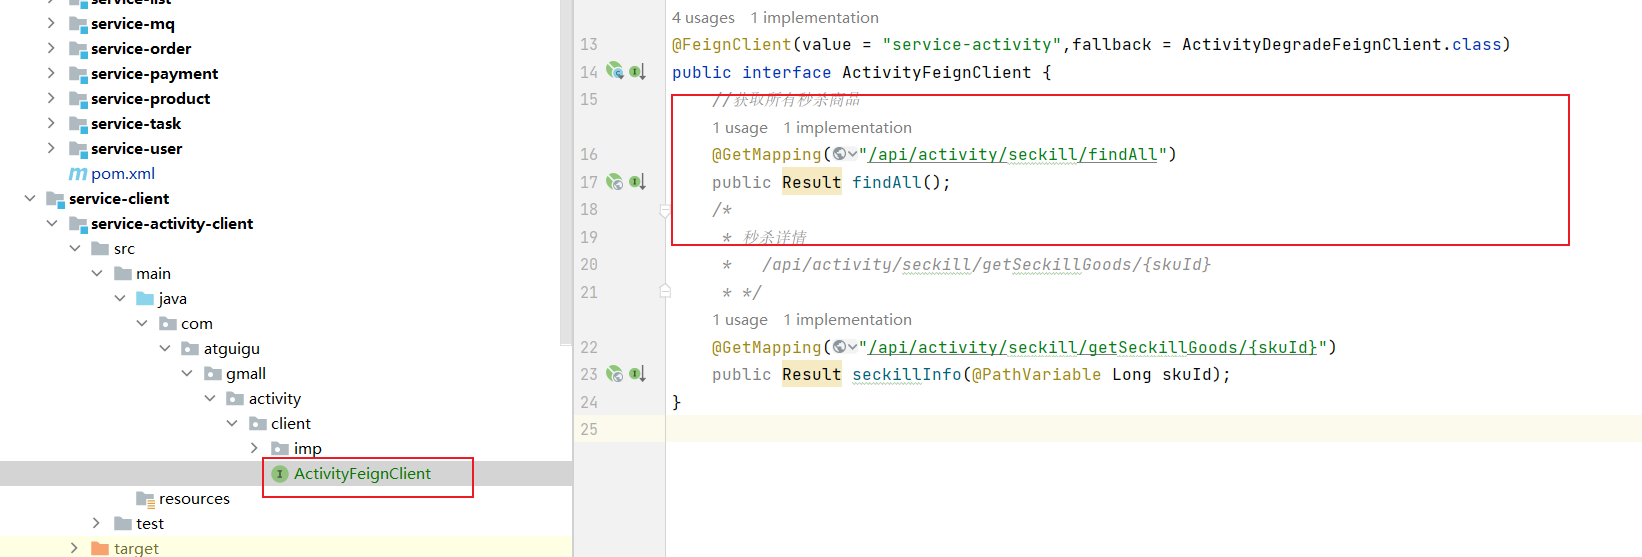 service-list
service-mq
service-order
service-payment
service-product
service-task
service-user
pom.xml
service-client
service-activity-client
src
main
java
com
atguigu
gmall
activity
client
imp
ActivityFeignClient
resources
test
target
4 usages 1 implementation
13 @FeignClient(value = "service-activity",fallback = ActivityDegradeFeignClient.class)
14 public interface ActivityFeignClient {
15 //获取所有秒杀商品
1 usage 1 implementation
16 @GetMapping("/api/activity/seckill/findAll")
17 public Result findAll();
18 /*
19 * 秒杀详情
20 * /api/activity/seckill/getSeckillGoods/{skuId}
21 * */
1 usage 1 implementation
22 @GetMapping("/api/activity/seckill/getSeckillGoods/{skuId}")
23 public Result seckillInfo(@PathVariable Long skuId);
24 }
25